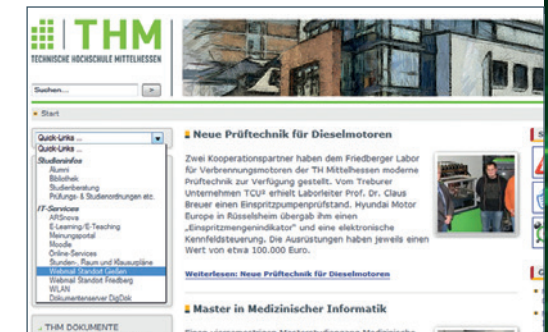 THM
TECHNISCHE HOCHSCHULE MITTELHESSEN
Suchen...
>
Start
Quick-Links ...
Quick-Links ...
Studieninfos
Alumni
Bibliothek
Studienberatung
Prüfungs- & Studienordnungen etc.
IT-Services
ARSnova
E-Learning/E-Teaching
Meinungsportal
Moodle
Online-Services
Stunden-, Raum und Klausurpläne
Webmail Standort Gießen
Webmail Standort Friedberg
WLAN
Dokumentenserver DigDok
THM DOKUMENTE
Neue Prüftechnik für Dieselmotoren
Zwei Kooperationspartner haben dem Friedberger Labor
für Verbrennungsmotoren der TH Mittelhessen moderne
Prüftechnik zur Verfügung gestellt. Vom Treburer
Unternehmen TCU³ erhielt Laborleiter Prof. Dr. Claus
Breuer einen Einspritzpumpenprüfstand. Hyundai Motor
Europe in Rüsselsheim übergab ihm einen
„Einspritzmengenindikator“ und eine elektronische
Kennfeldsteuerung. Die Ausrüstungen haben jeweils einen
Wert von etwa 100.000 Euro.
Weiterlesen: Neue Prüftechnik für Dieselmotoren
Master in Medizinischer Informatik
S
G